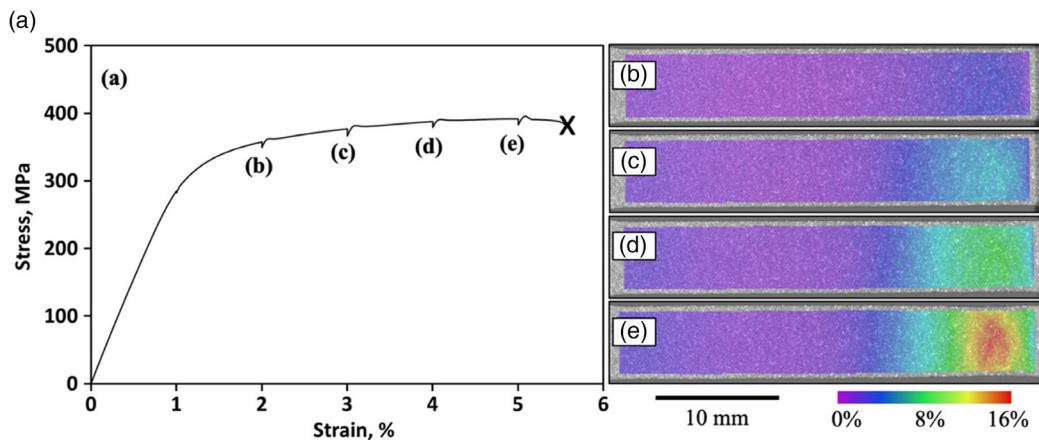 (a)
500
(a)
400
(b)
(c)
(d)
(e)
X
300
200
100
0
Stress, MPa
0
1
2
3
4
5
6
Strain, %
(b)
(c)
(d)
(e)
10 mm
0%
8%
16%